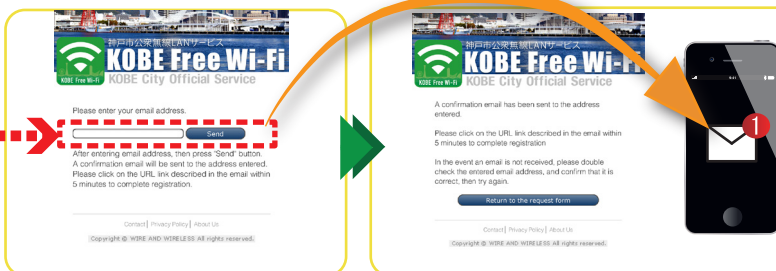 神戸市公衆無線LANサービス
KOBE Free Wi-Fi
KOBE Free Wi-Fi
KOBE City Official Service
Please enter your email address.
Send
After entering email address, then press "Send" button.
A confirmation email will be sent to the address entered.
Please click on the URL link described in the email within
5 minutes to complete registration.
Contact| Privacy Policy| About Us
Copyright © WIRE AND WIRELESS All rights reserved.
神戸市公衆無線LANサービス
KOBE Free Wi-Fi
KOBE Free Wi-Fi
KOBE City Official Service
A confirmation email has been sent to the address
entered.
Please click on the URL link described in the email within
5 minutes to complete registration
In the event an email is not received, please double
check the entered email address, and confirm that it is
correct, then try again.
Return to the request form
Contact| Privacy Policy| About Us
Copyright © WIRE AND WIRELESS All rights reserved.
9:41
1